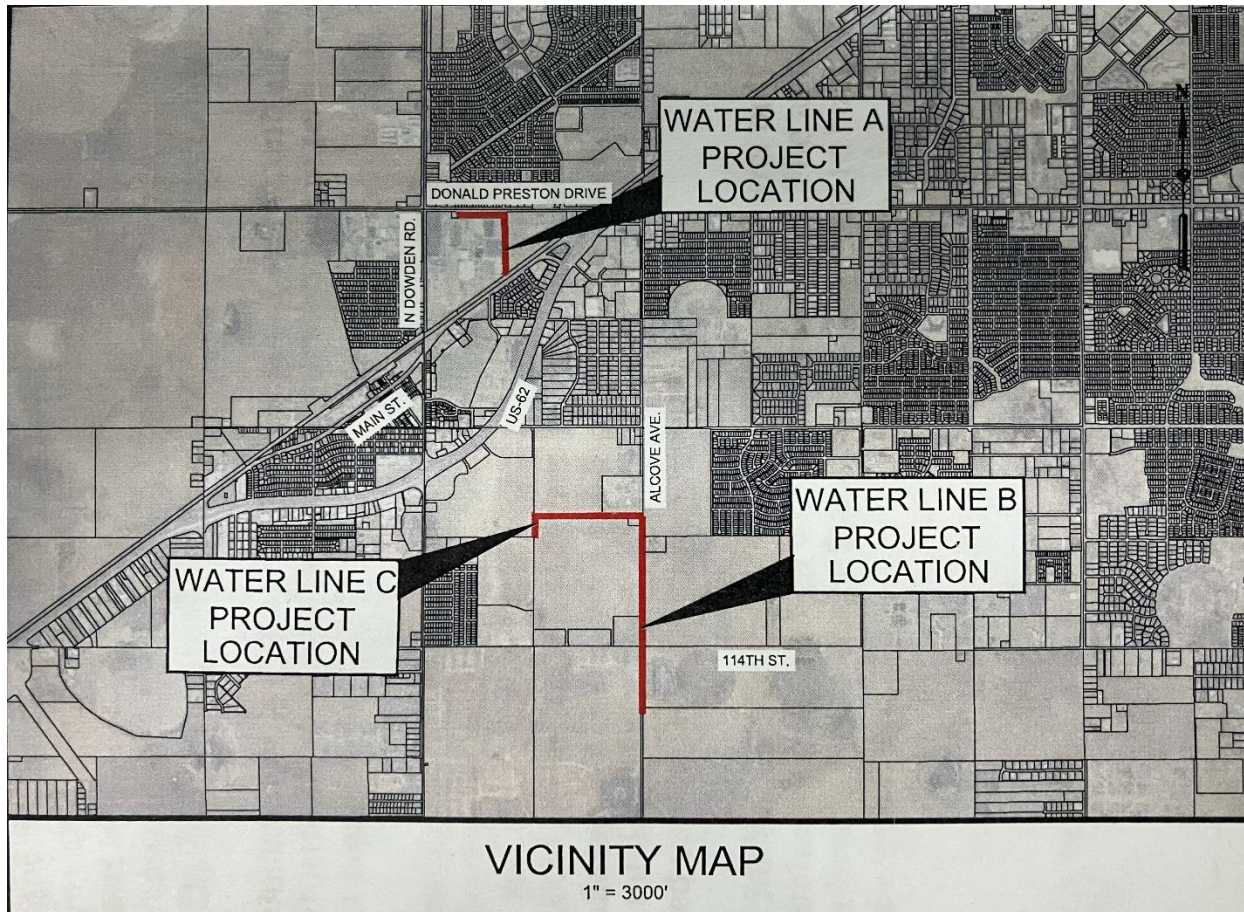 N
WATER LINE A
PROJECT
LOCATION
DONALD PRESTON DRIVE
N DOWDEN RD.
MAIN ST.
US-62
ALCOVE AVE.
WATER LINE B
PROJECT
LOCATION
WATER LINE C
PROJECT
LOCATION
114TH ST.
VICINITY MAP
1" = 3000'